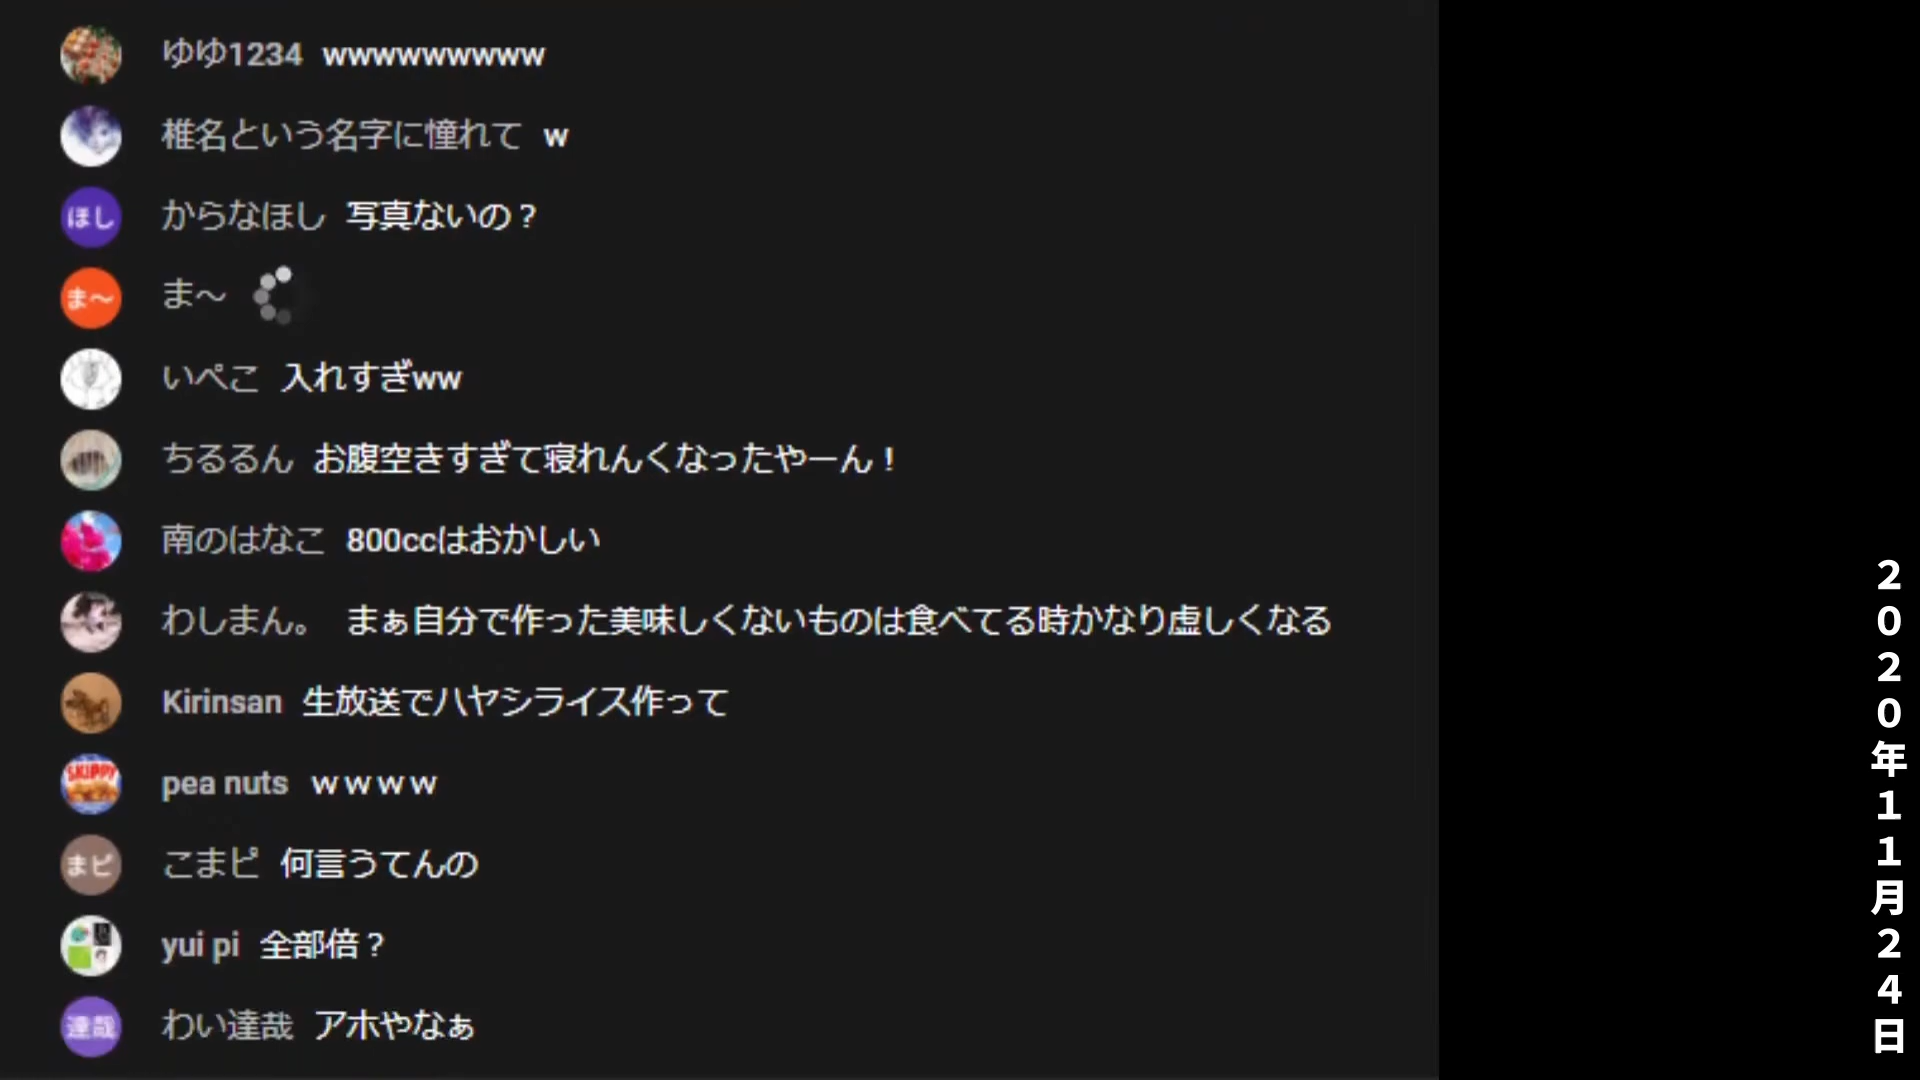 ゆゆ1234 wwwwwwwww
椎名という名字に憧れて w
ほし からなほし 写真ないの？
ま〜 ま〜
いぺこ 入れすぎww
ちるるん お腹空きすぎて寝れんくなったやーん！
南のはなこ 800ccはおかしい
わしまん。 まぁ自分で作った美味しくないものは食べてる時かなり虚しくなる
Kirinsan 生放送でハヤシライス作って
SKIPPY pea nuts ｗｗｗｗ
まピ こまピ 何言うてんの
yui pi 全部倍？
達哉 わい達哉 アホやなぁ
２０２０年１１月２４日